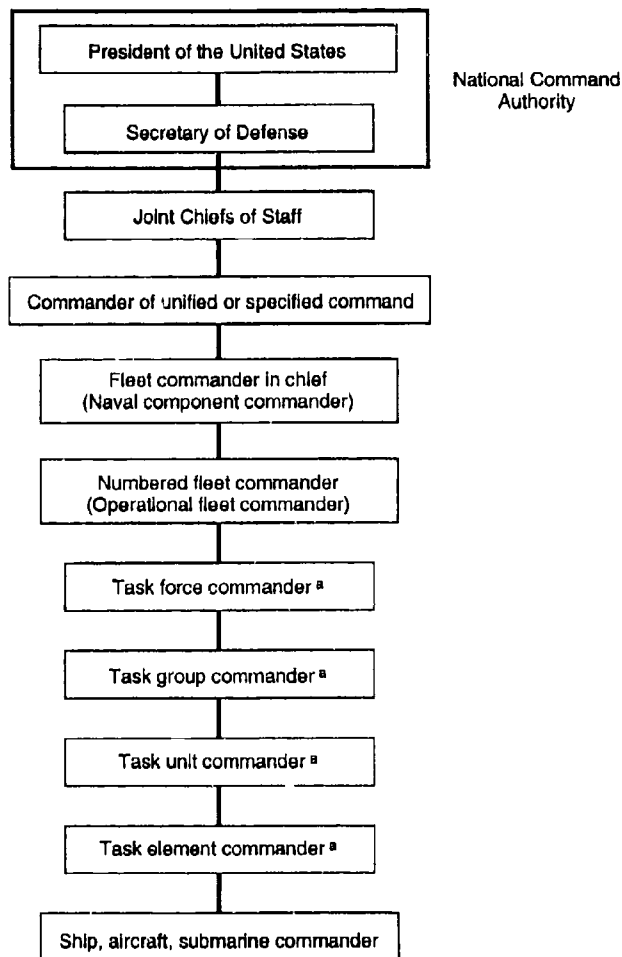 President of the United States
National Command
Authority
Secretary of Defense
Joint Chiefs of Staff
Commander of unified or specified command
Fleet commander in chief
(Naval component commander)
Numbered fleet commander
(Operational fleet commander)
Task force commander a
Task group commander a
Task unit commander a
Task element commander a
Ship, aircraft, submarine commander